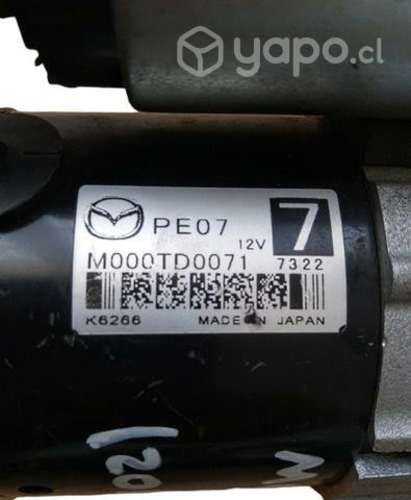 yapo.cl
PE07 12V 7
M000TD0071 7322
K6266 MADE IN JAPAN